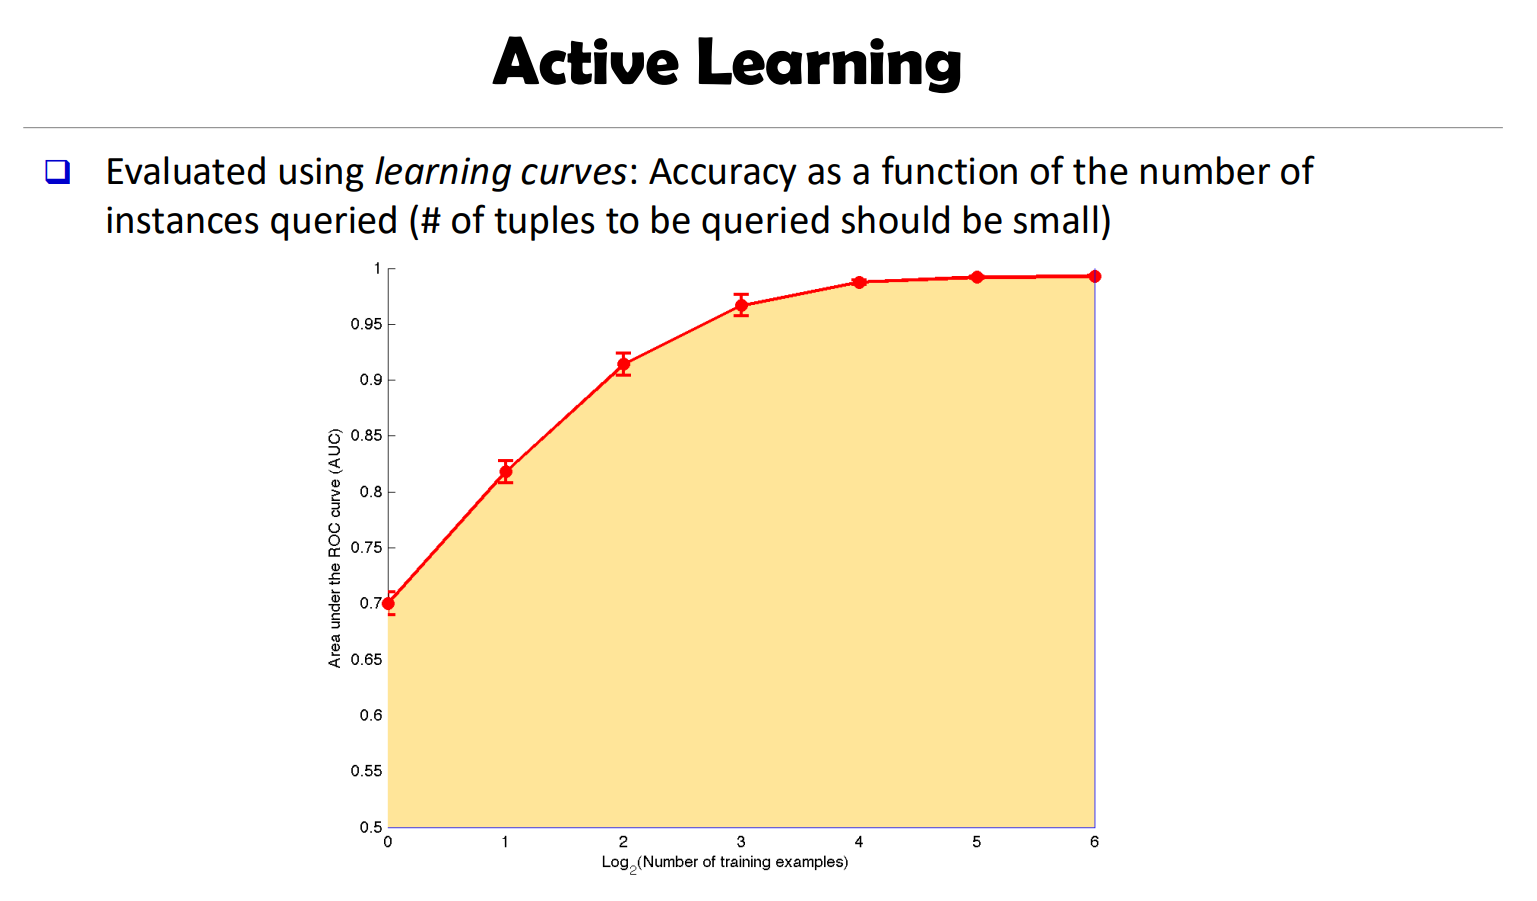 Active Learning
Evaluated using learning curves: Accuracy as a function of the number of
instances queried (# of tuples to be queried should be small)
1
0.95
0.9
0.85
0.8
0.75
0.7
0.65
0.6
0.55
0.5
Area under the ROC curve (AUC)
0 1 2 3 4 5 6
Log2(Number of training examples)